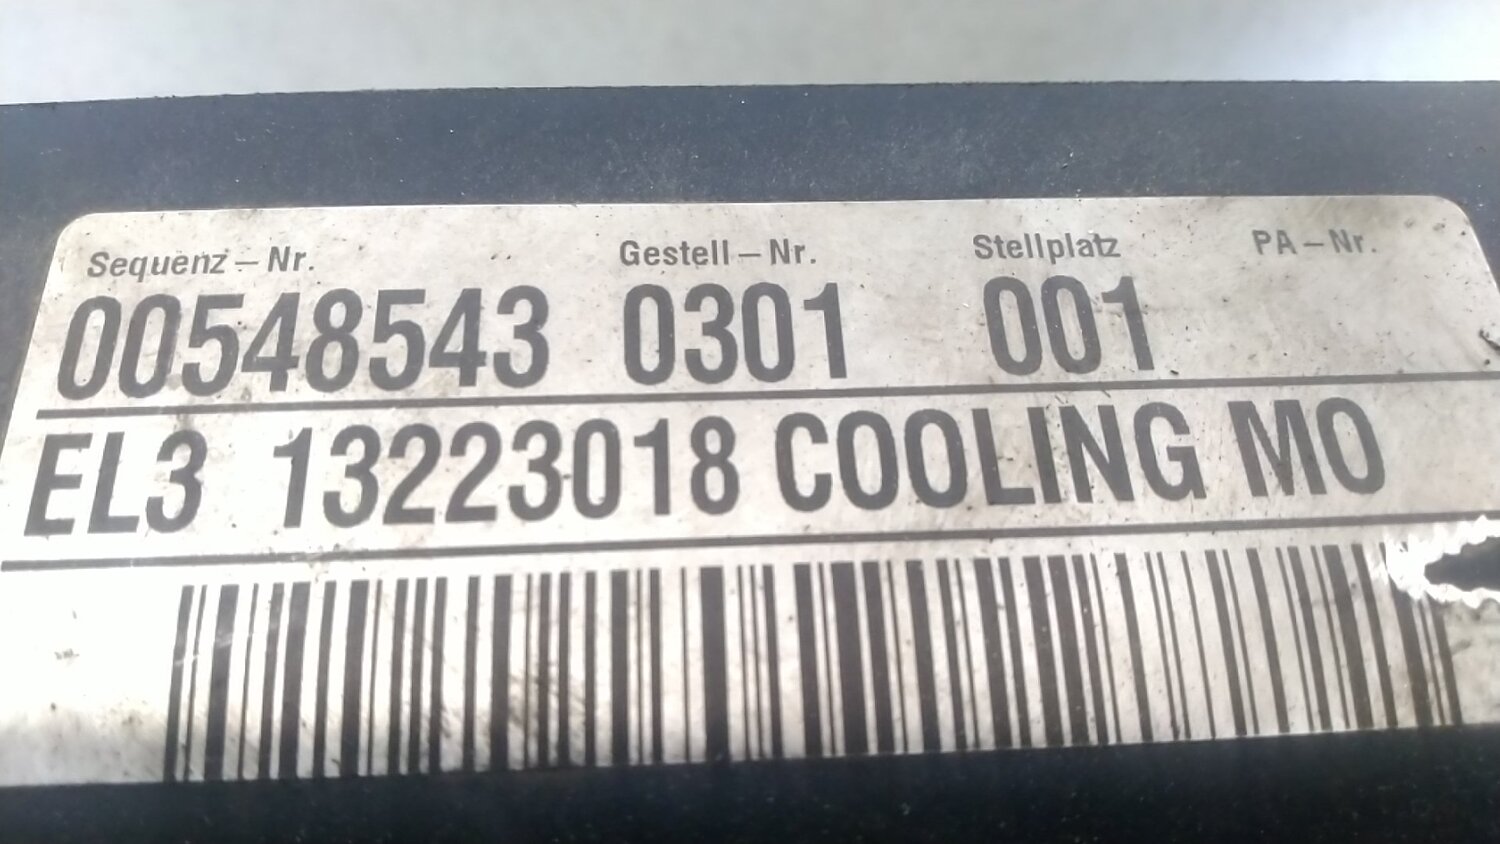 Sequenz-Nr. Gestell-Nr. Stellplatz PA-Nr.
00548543 0301 001
EL3 13223018 COOLING MO